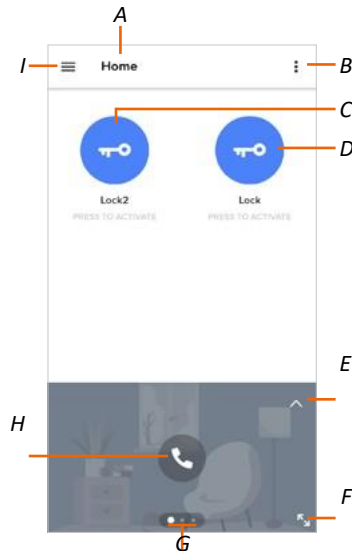 A
I Home B
C
D
Lock2 Lock
PRESS TO ACTIVATE PRESS TO ACTIVATE
E
H
F
G